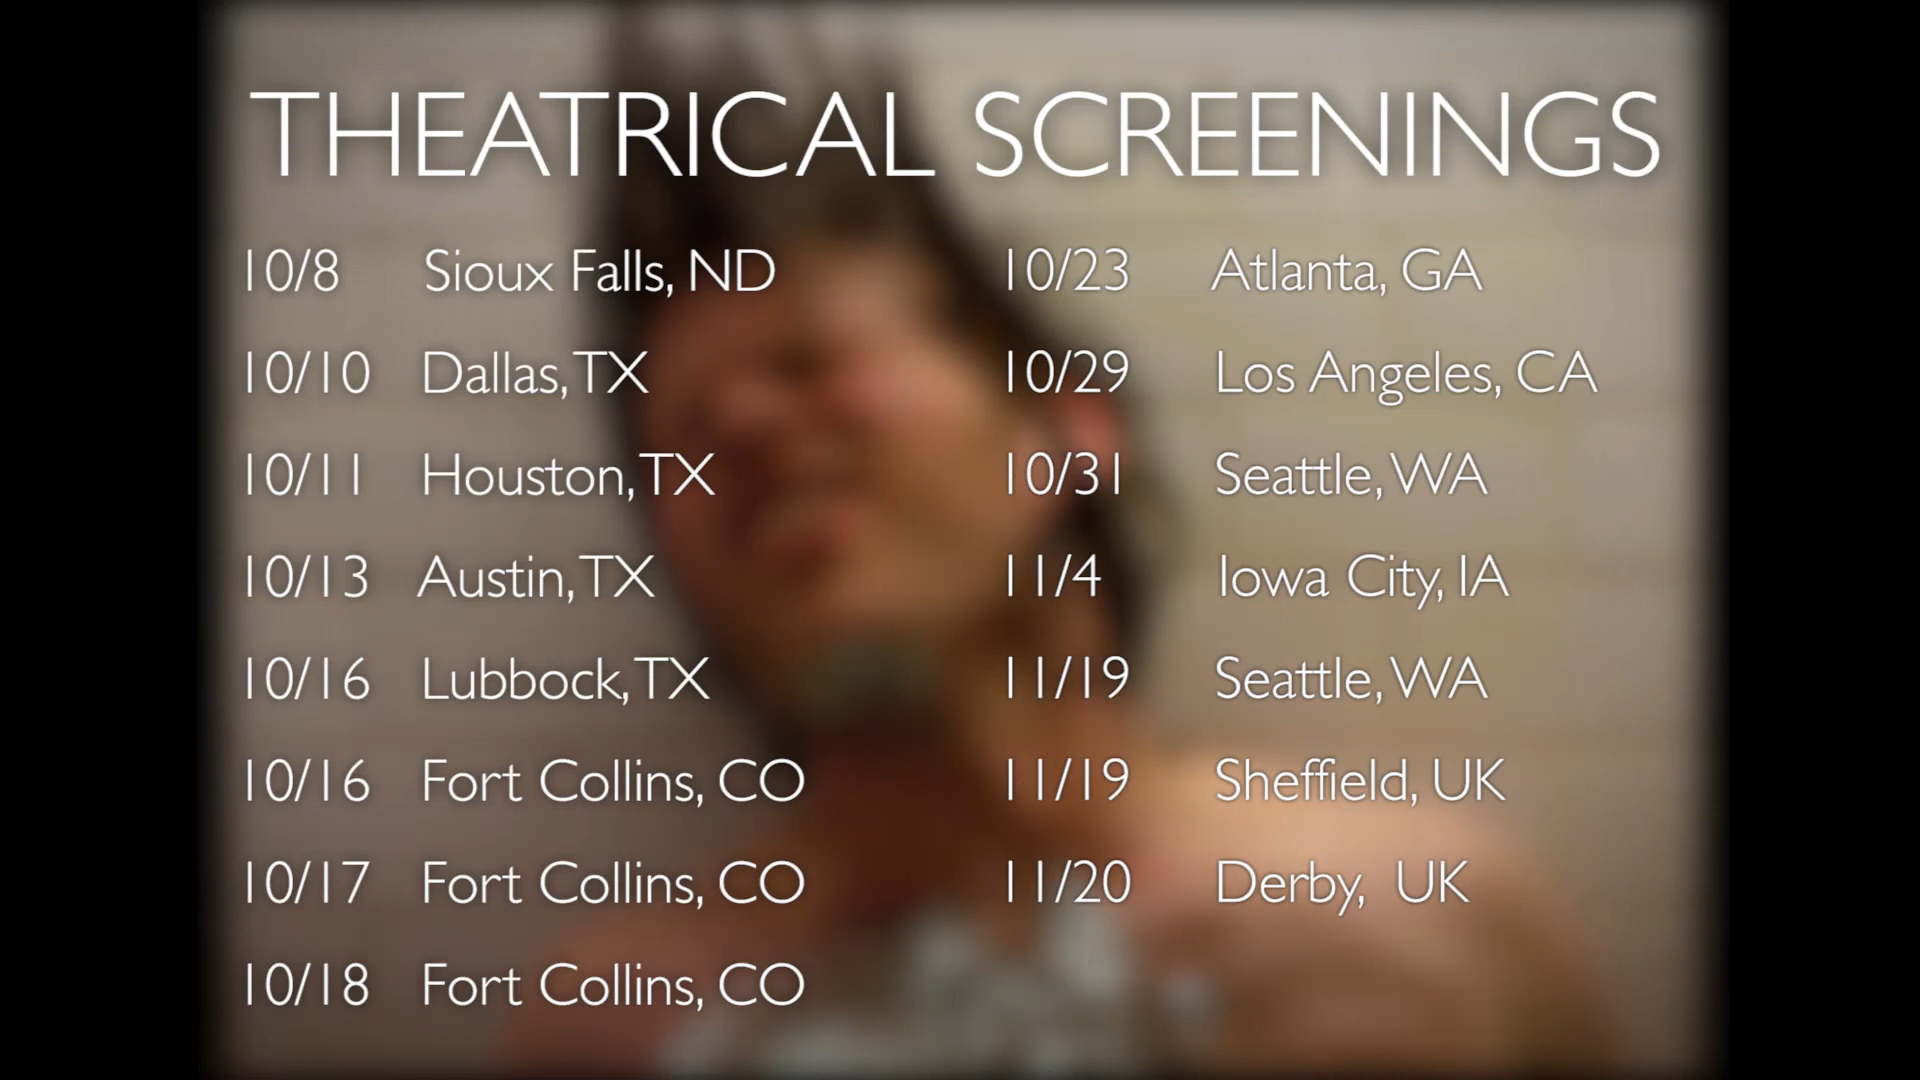 THEATRICAL SCREENINGS
10/8 Sioux Falls, ND
10/10 Dallas, TX
10/11 Houston, TX
10/13 Austin, TX
10/16 Lubbock, TX
10/16 Fort Collins, CO
10/17 Fort Collins, CO
10/18 Fort Collins, CO
10/23 Atlanta, GA
10/29 Los Angeles, CA
10/31 Seattle, WA
11/4 Iowa City, IA
11/19 Seattle, WA
11/19 Sheffield, UK
11/20 Derby, UK